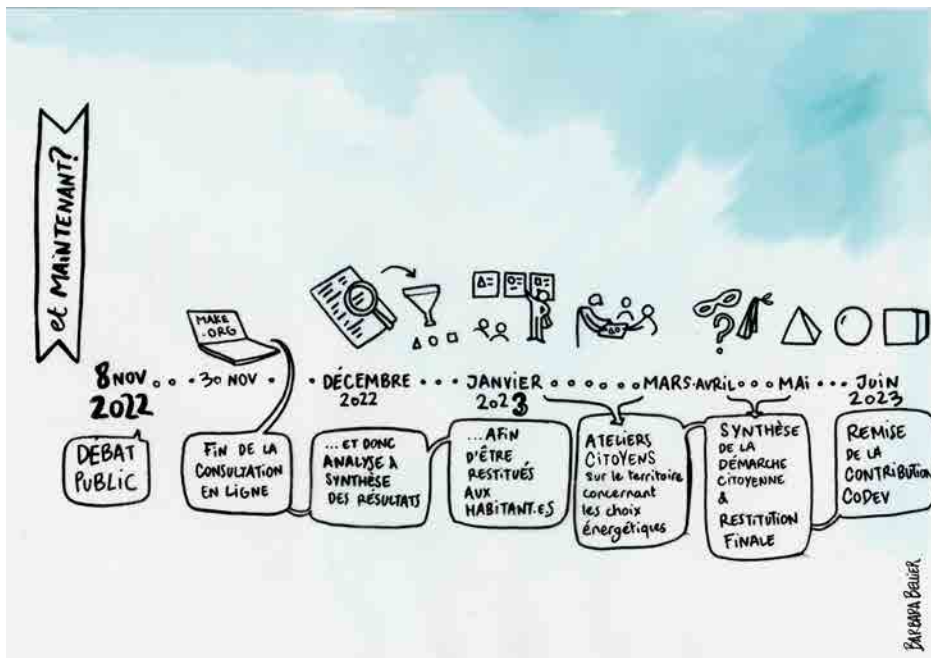 et MAINTENANT?
MAKE
.ORG
8 NOV
2022
30 NOV
DÉCEMBRE
2022
JANVIER
2023
MARS-AVRIL
MAI
JUIN
2023
DÉBAT
PUBLIC
FIN DE LA
CONSULTATION
EN LIGNE
...ET DONC
ANALYSE &
SYNTHÈSE
DES RÉSULTATS
...AFIN
D'ÊTRE
RESTITUÉS
AUX
HABITANT.E.S
ATELIERS
CITOYENS
sur le territoire
concernant
les choix
énergétiques
SYNTHÈSE
DE LA
DÉMARCHE
CITOYENNE
&
RESTITUTION
FINALE
REMISE
DE LA
CONTRIBUTION
CODEV
BARBARA BELLIER